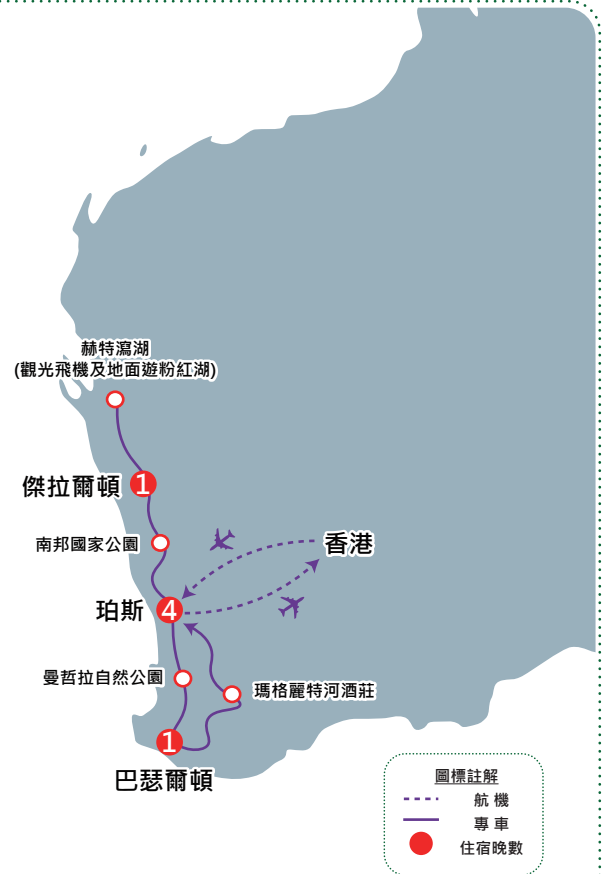 赫特瀉湖
(觀光飛機及地面遊粉紅湖)
傑拉爾頓
1
南邦國家公園
香港
珀斯
4
曼哲拉自然公園
瑪格麗特河酒莊
1
巴瑟爾頓
圖標註解
航 機
專 車
住宿晚數